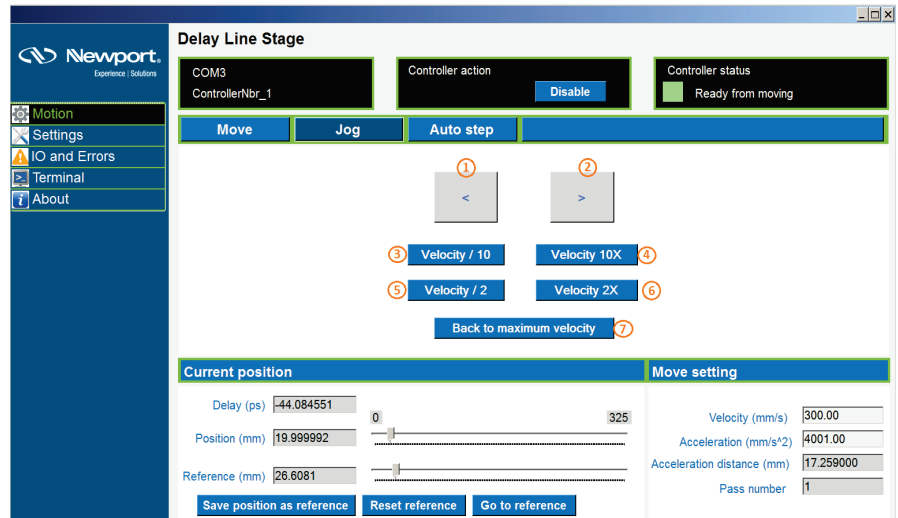 Newport.
Experience | Solutions
Motion
Settings
IO and Errors
Terminal
About
Delay Line Stage
COM3
ControllerNbr_1
Controller action
Disable
Controller status
Ready from moving
Move Jog Auto step
1 2
< >
3 Velocity / 10 Velocity 10X 4
5 Velocity / 2 Velocity 2X 6
Back to maximum velocity 7
Current position
Delay (ps) -44.084551
0 325
Position (mm) 19.999992
Reference (mm) 26.6081
Save position as reference Reset reference Go to reference
Move setting
Velocity (mm/s) 300.00
Acceleration (mm/s^2) 4001.00
Acceleration distance (mm) 17.259000
Pass number 1